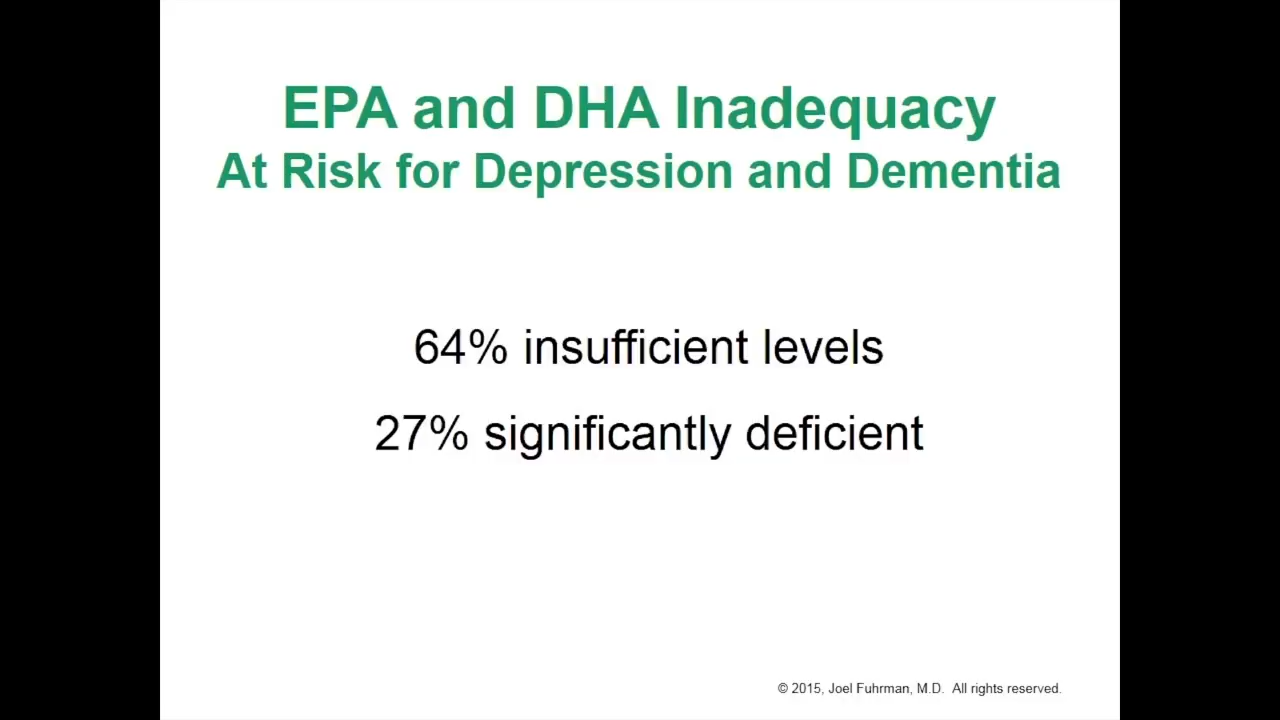 EPA and DHA Inadequacy
At Risk for Depression and Dementia
64% insufficient levels
27% significantly deficient
© 2015, Joel Fuhrman, M.D. All rights reserved.